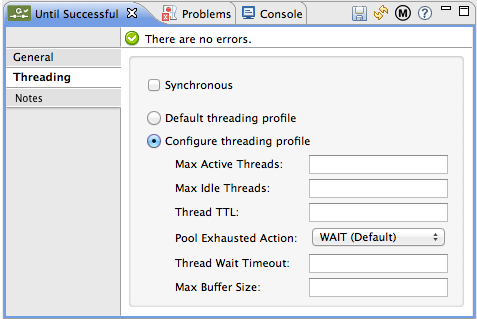 Until Successful Problems Console M ?
There are no errors.
General
Threading
Notes
Synchronous
Default threading profile
Configure threading profile
Max Active Threads:
Max Idle Threads:
Thread TTL:
Pool Exhausted Action: WAIT (Default)
Thread Wait Timeout:
Max Buffer Size: